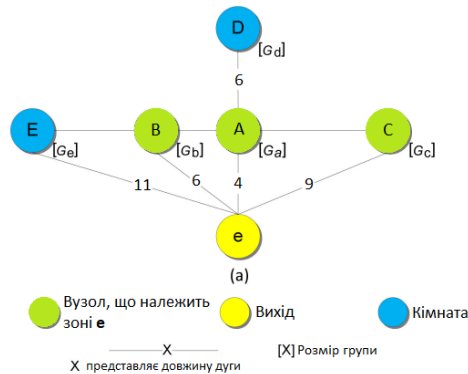 D
[Gd]
6
E
B
A
C
[Ge]
[Gb]
[Ga]
[Gc]
11
6
4
9
e
(a)
Вузол, що належить
зоні e
Вихід
Кімната
X
[X] Розмір групи
X представляє довжину дуги